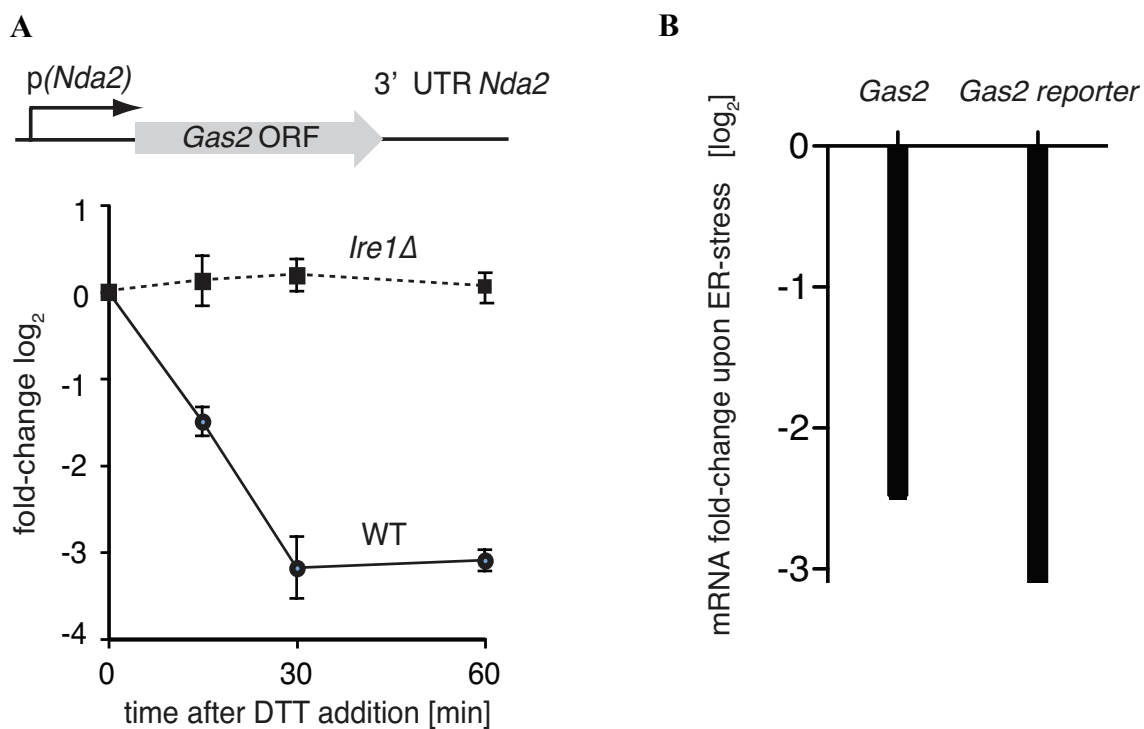 A
p(Nda2)
3’ UTR Nda2
Gas2 ORF
fold-change log2
1
0
-1
-2
-3
-4
Ire1Δ
WT
0
30
60
time after DTT addition [min]
B
Gas2
Gas2 reporter
mRNA fold-change upon ER-stress [log2]
0
-1
-2
-3